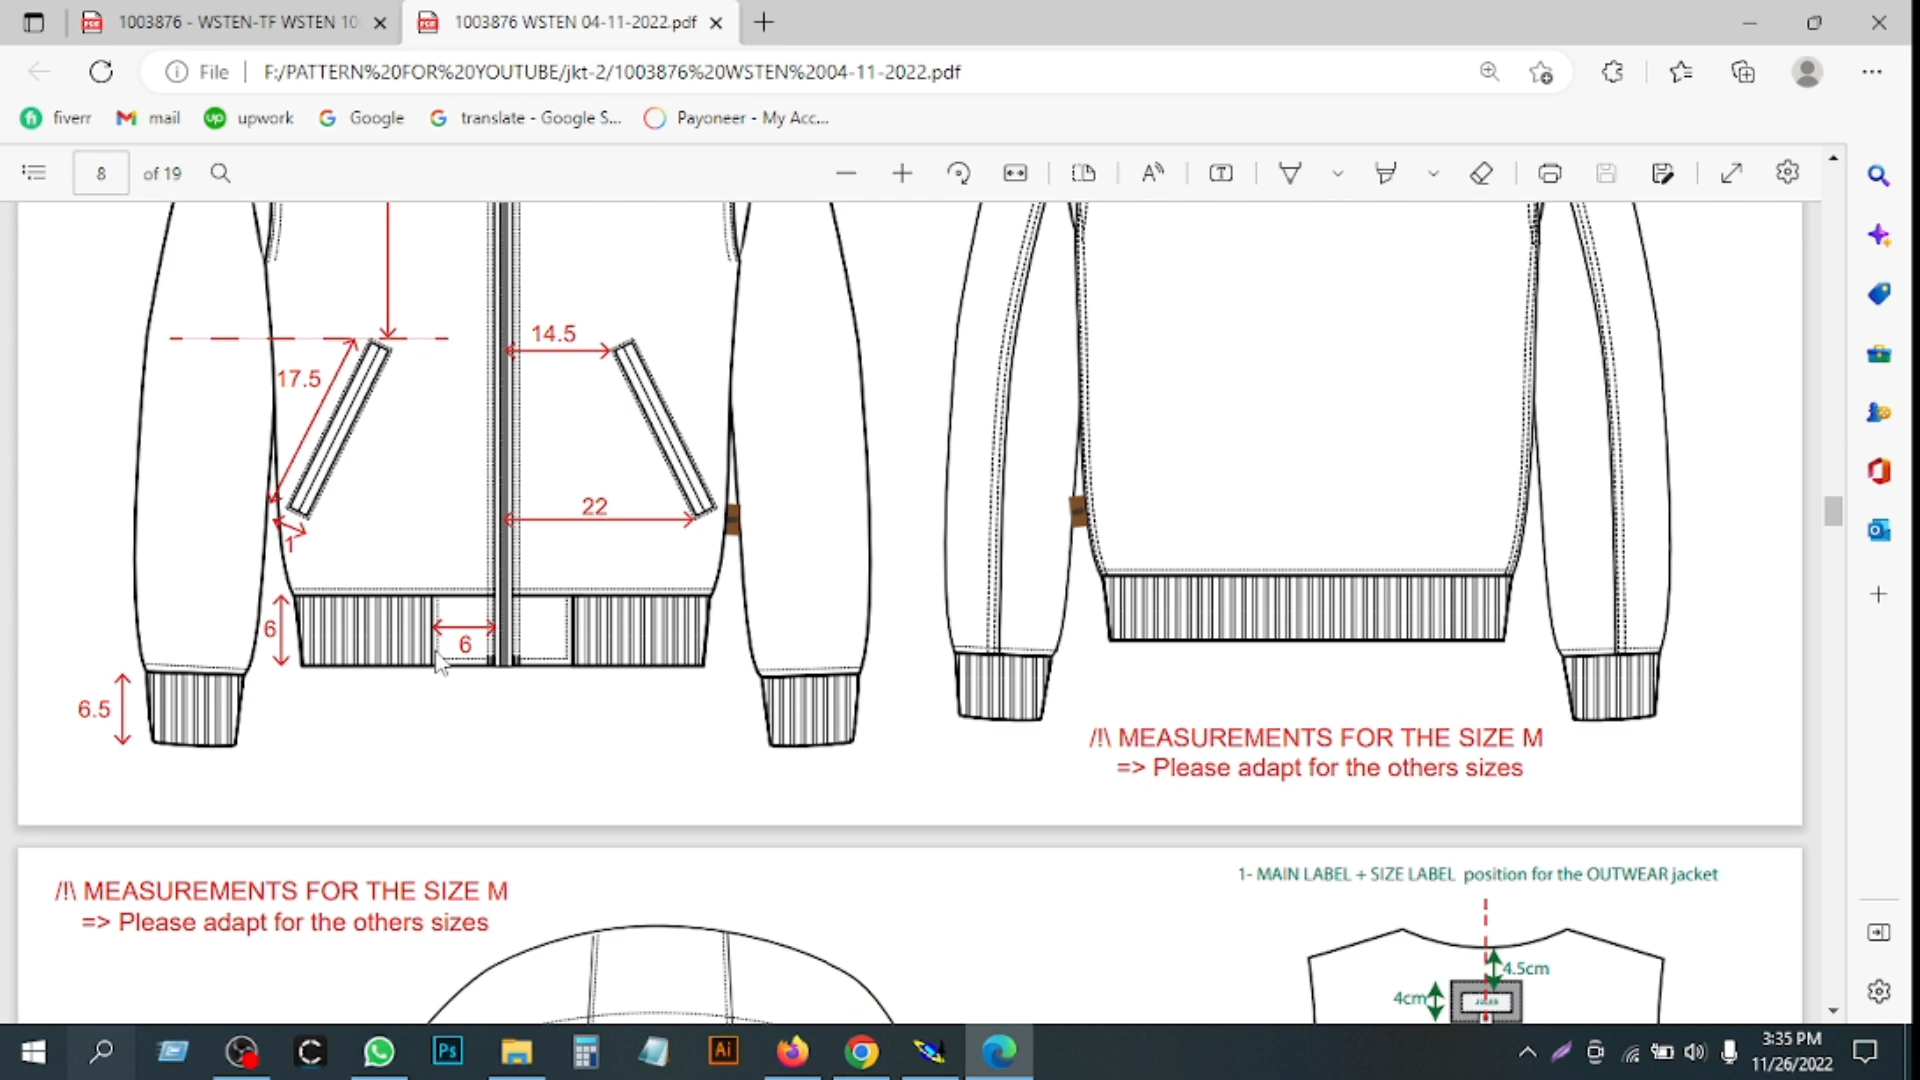 1003876 - WSTEN-TF WSTEN 10
1003876 WSTEN 04-11-2022.pdf
File
F:/PATTERN%20FOR%20YOUTUBE/jkt-2/1003876%20WSTEN%2004-11-2022.pdf
fiverr
mail
up
upwork
Google
translate - Google S...
Payoneer - My Acc...
8
of 19
14.5
17.5
22
1
6
6
6.5
/!\ MEASUREMENTS FOR THE SIZE M
=> Please adapt for the others sizes
/!\ MEASUREMENTS FOR THE SIZE M
=> Please adapt for the others sizes
1- MAIN LABEL + SIZE LABEL position for the OUTWEAR jacket
4.5cm
4cm
Ps
Ai
3:35 PM
11/26/2022